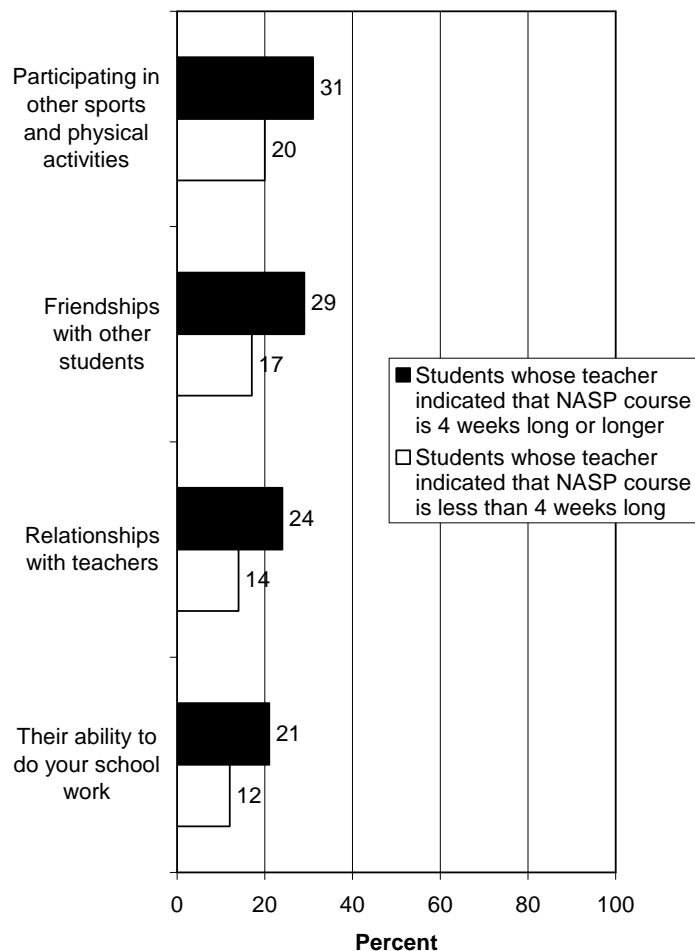 Participating in
other sports
and physical
activities
31
20
Friendships
with other
students
29
17
Students whose teacher
indicated that NASP course
is 4 weeks long or longer
Students whose teacher
indicated that NASP course
is less than 4 weeks long
Relationships
with teachers
24
14
Their ability to
do your school
work
21
12
0 20 40 60 80 100
Percent